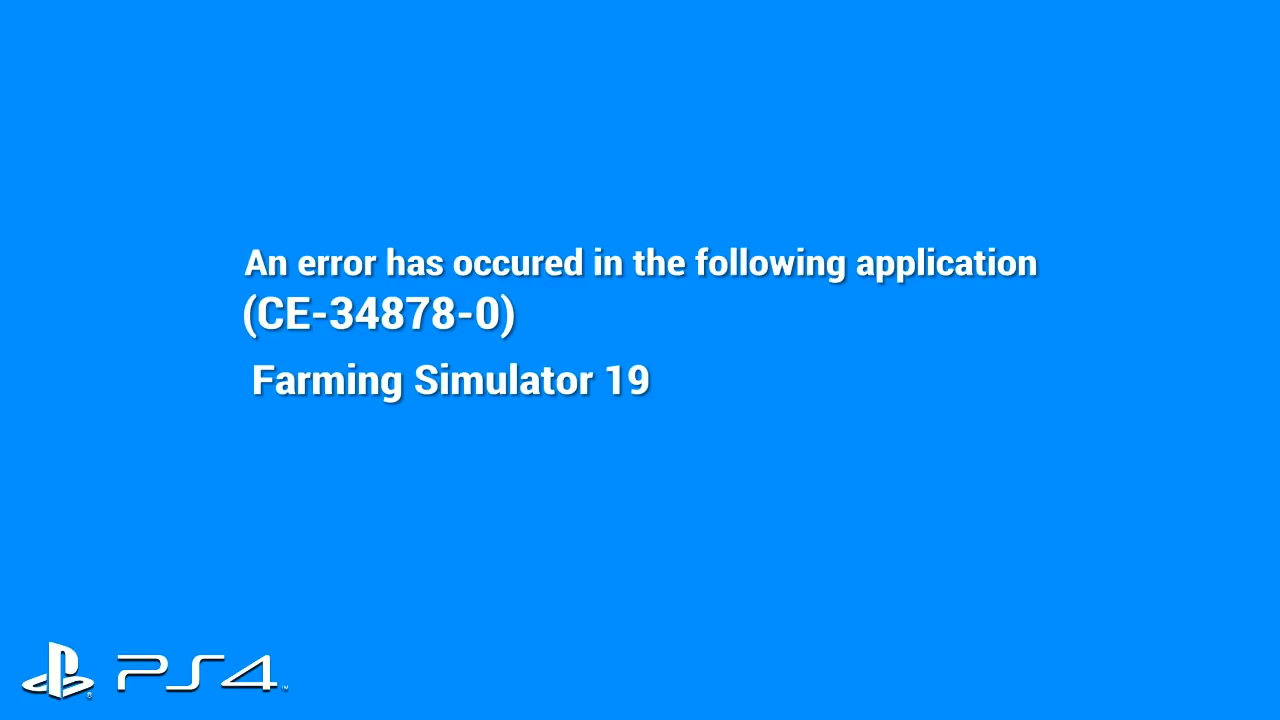 An error has occured in the following application
(CE-34878-0)
Farming Simulator 19
PS4